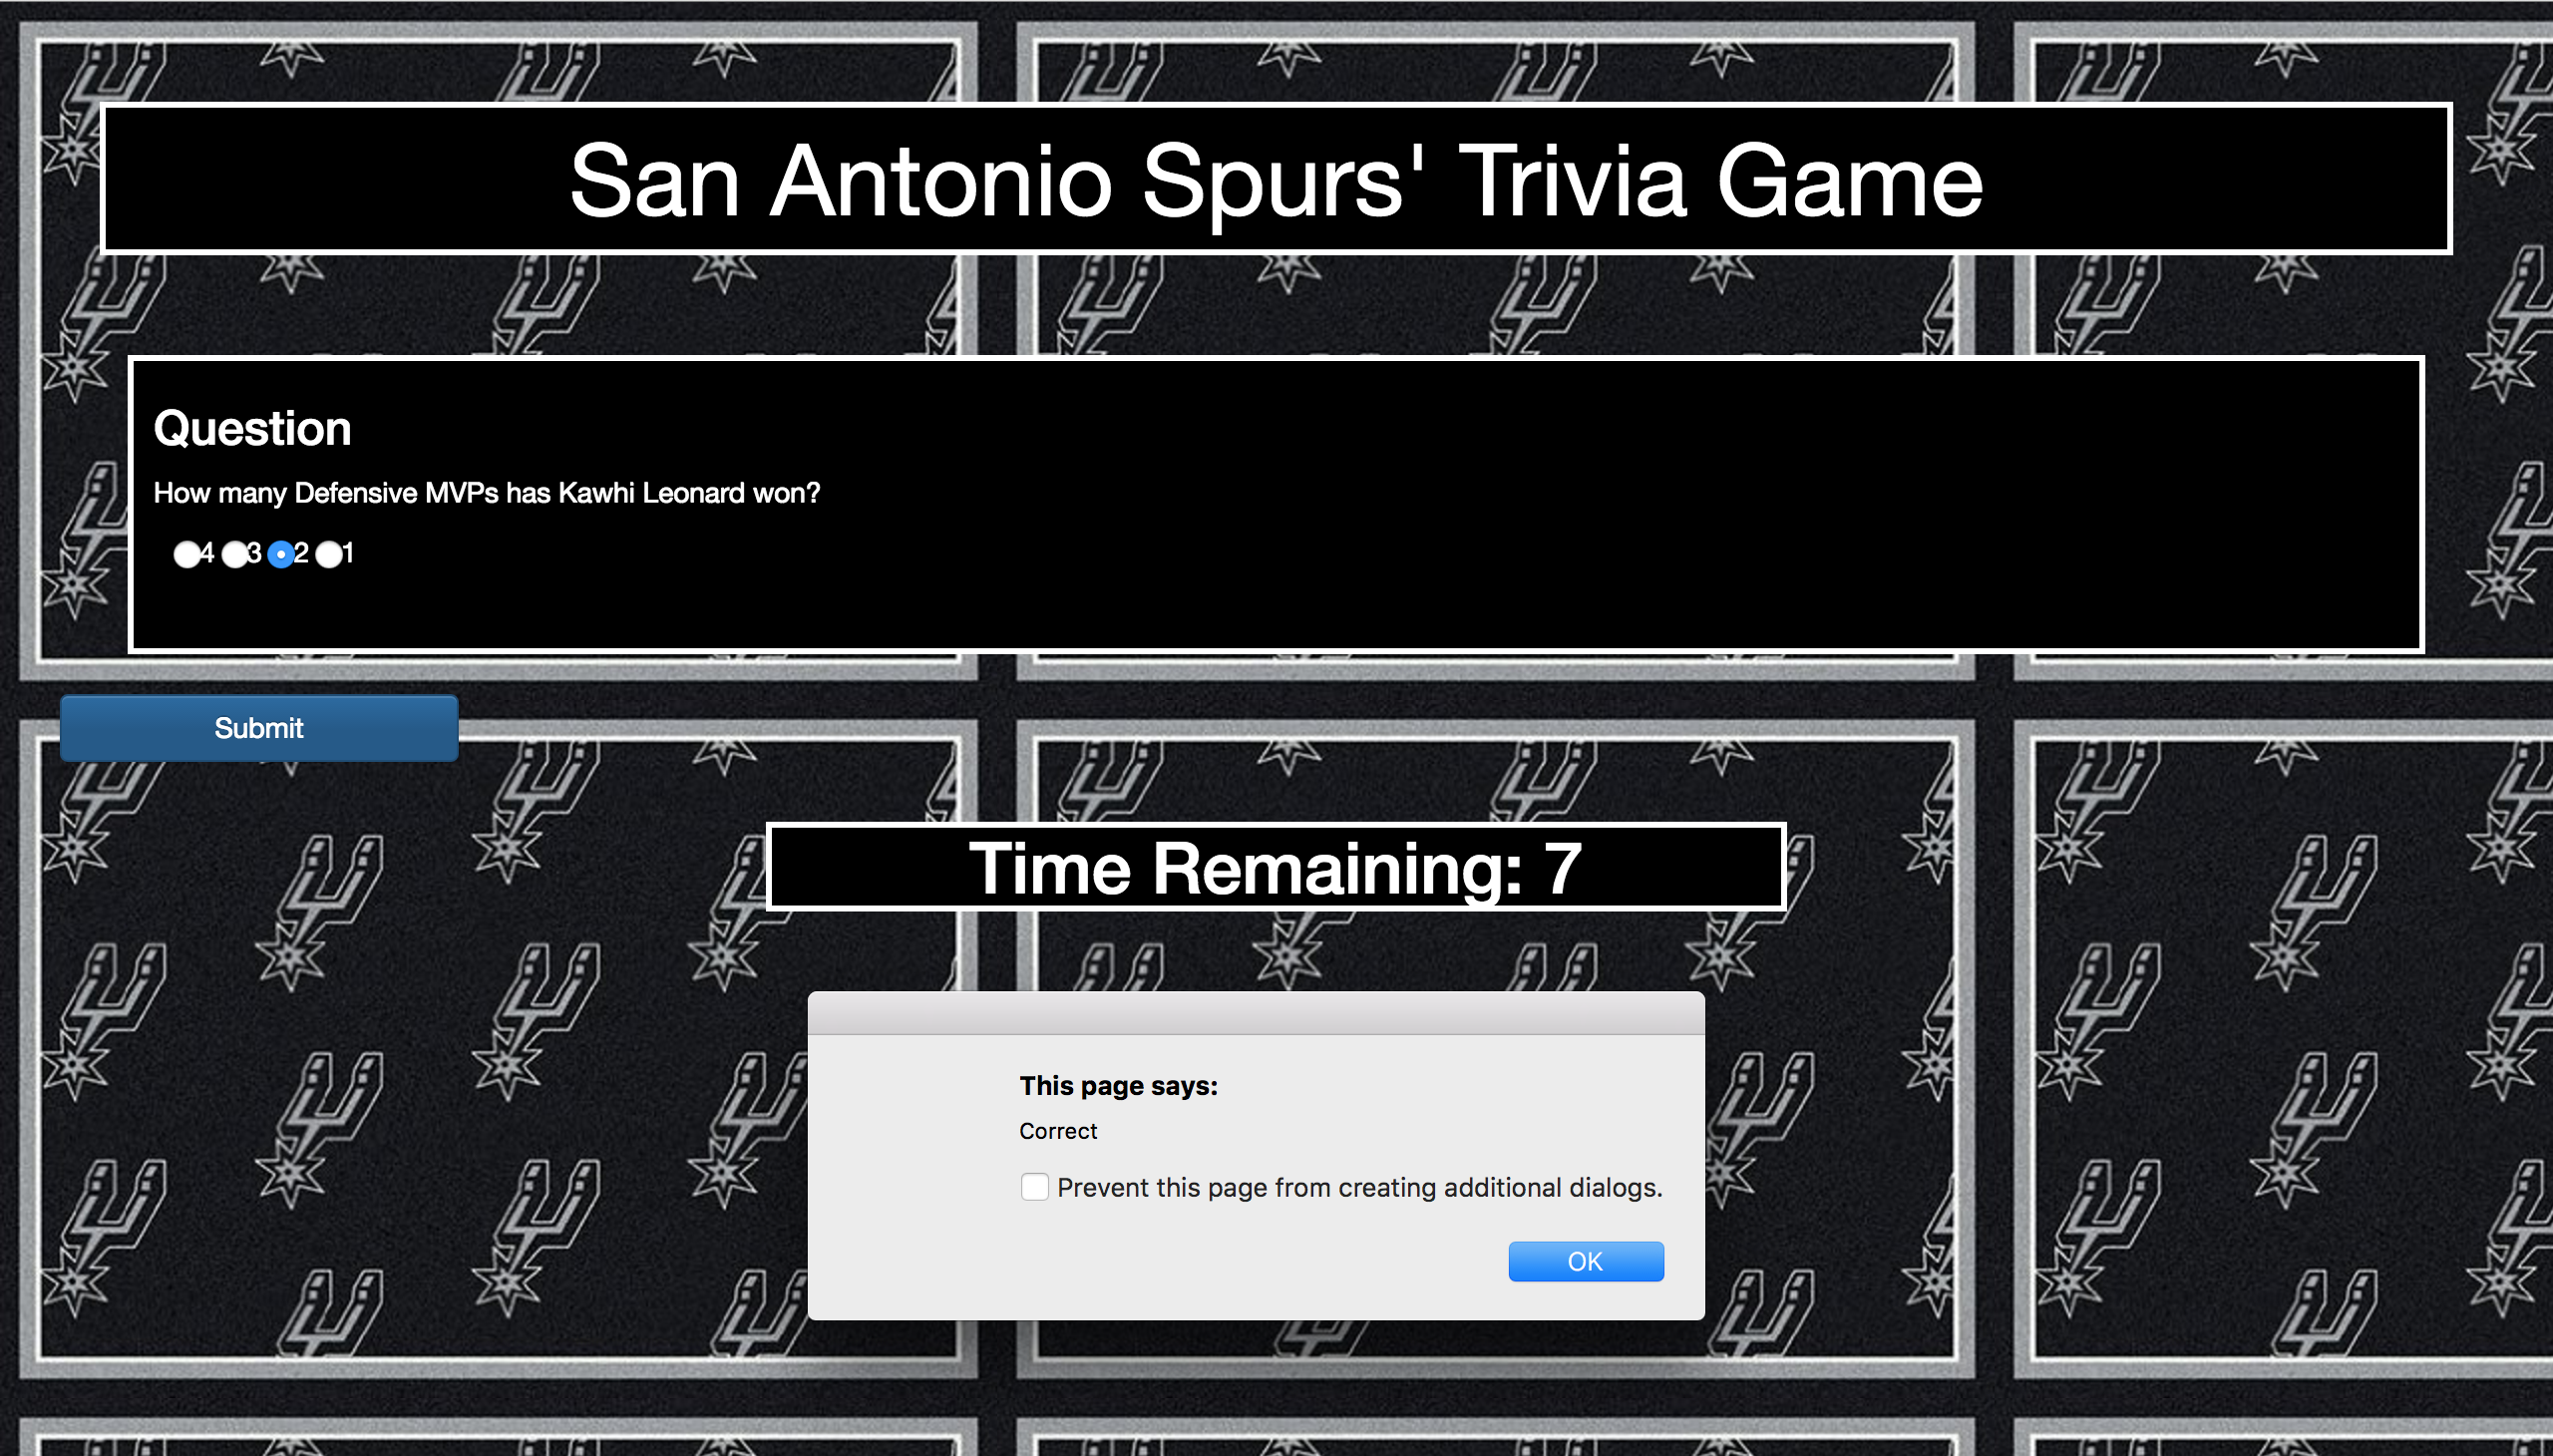 San Antonio Spurs' Trivia Game
Question
How many Defensive MVPs has Kawhi Leonard won?
4 3 2 1
Submit
Time Remaining: 7
This page says:
Correct
Prevent this page from creating additional dialogs.
OK